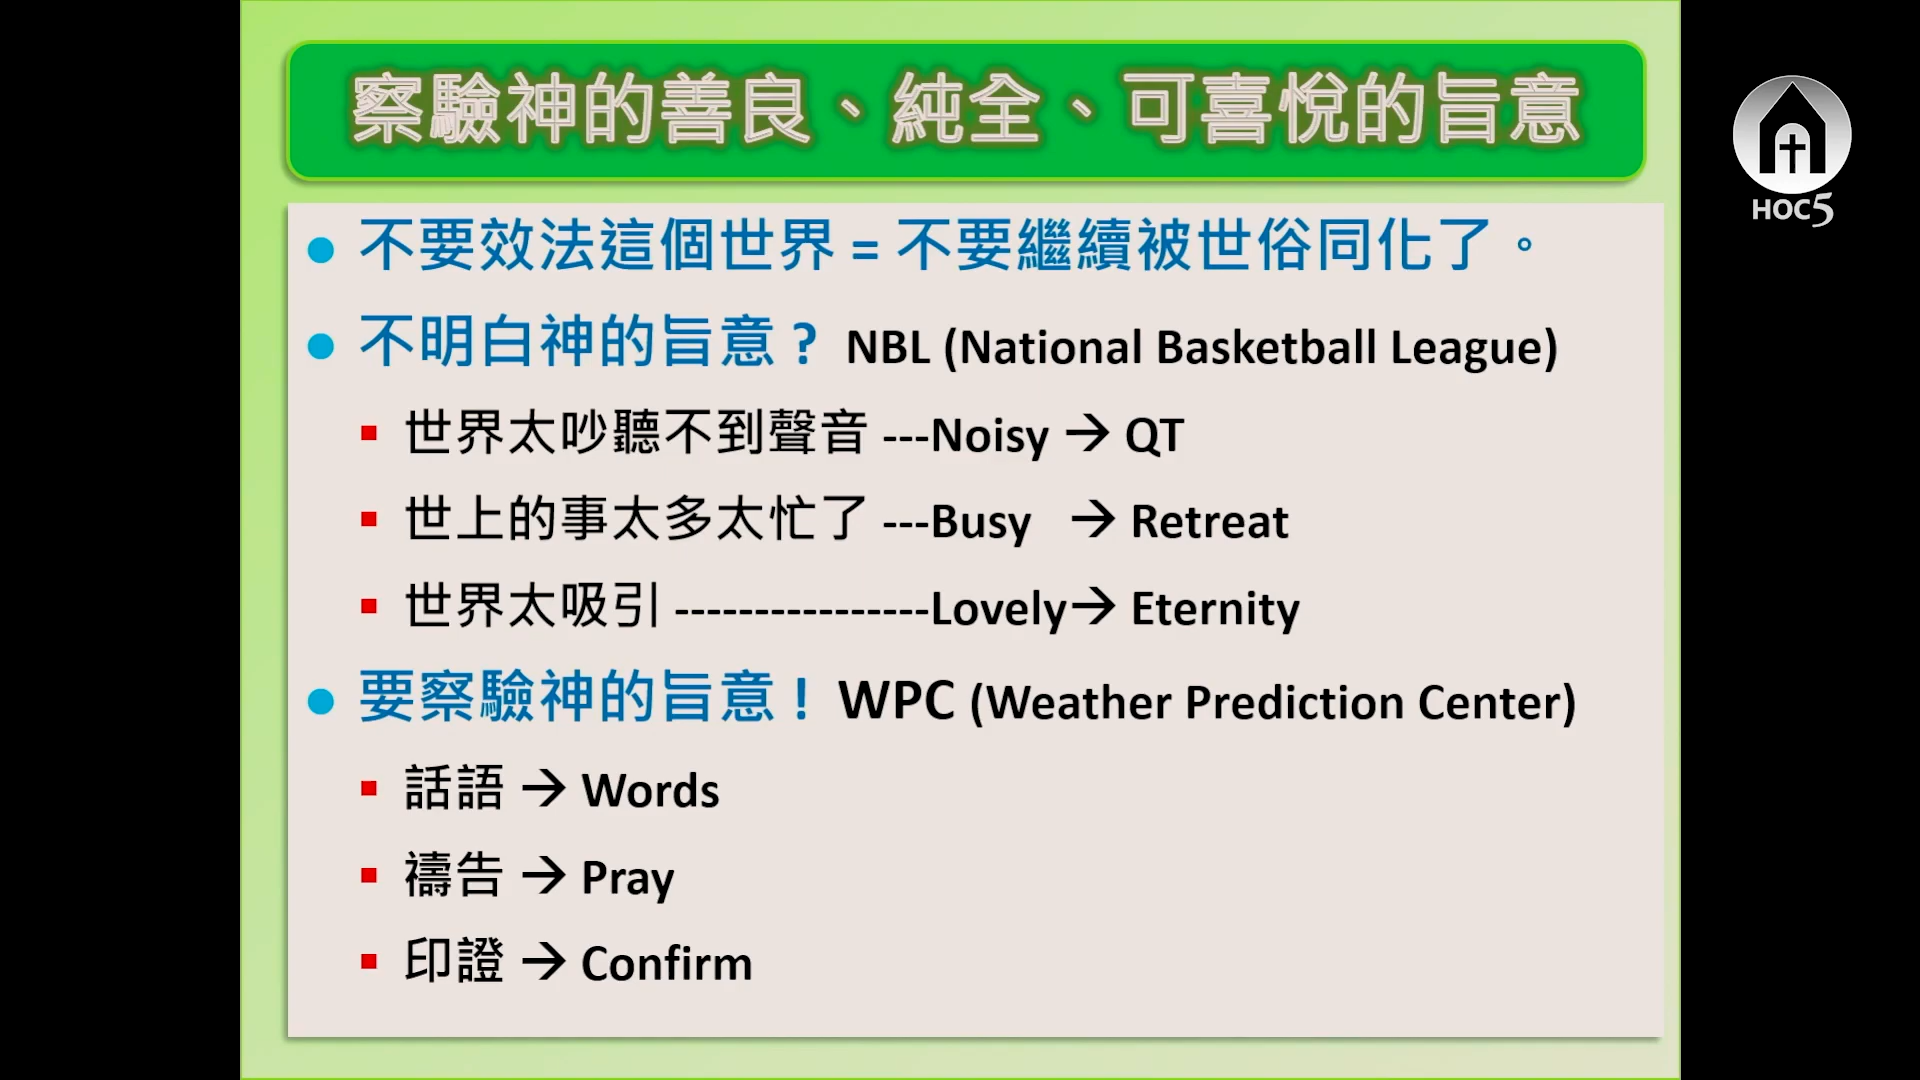 察驗神的善良、純全、可喜悅的旨意
不要效法這個世界 = 不要繼續被世俗同化了。
不明白神的旨意？ NBL (National Basketball League)
世界太吵聽不到聲音 ---Noisy → QT
世上的事太多太忙了 ---Busy → Retreat
世界太吸引 ----------------Lovely→ Eternity
要察驗神的旨意！ WPC (Weather Prediction Center)
話語 → Words
禱告 → Pray
印證 → Confirm
HOC5